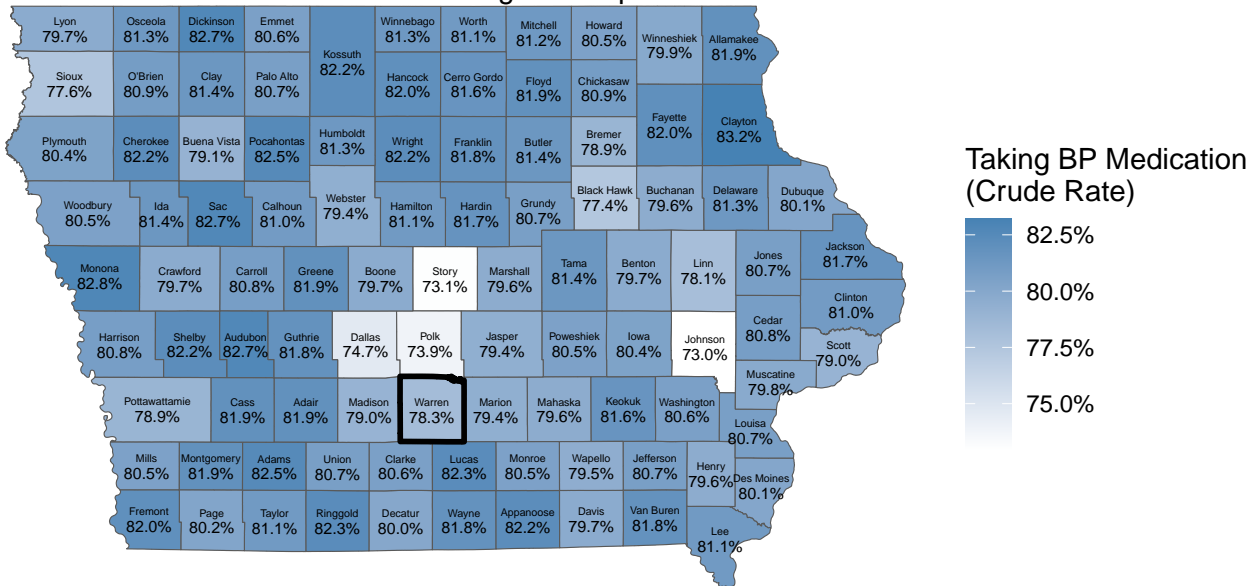 Lyon
79.7%
Osceola
81.3%
Dickinson
82.7%
Emmet
80.6%
Kossuth
82.2%
Winnebago
81.3%
Worth
81.1%
Mitchell
81.2%
Howard
80.5%
Winneshiek
79.9%
Allamakee
81.9%
Sioux
77.6%
O'Brien
80.9%
Clay
81.4%
Palo Alto
80.7%
Hancock
82.0%
Cerro Gordo
81.6%
Floyd
81.9%
Chickasaw
80.9%
Fayette
82.0%
Clayton
83.2%
Plymouth
80.4%
Cherokee
82.2%
Buena Vista
79.1%
Pocahontas
82.5%
Humboldt
81.3%
Wright
82.2%
Franklin
81.8%
Butler
81.4%
Bremer
78.9%
Woodbury
80.5%
Ida
81.4%
Sac
82.7%
Calhoun
81.0%
Webster
79.4%
Hamilton
81.1%
Hardin
81.7%
Grundy
80.7%
Black Hawk
77.4%
Buchanan
79.6%
Delaware
81.3%
Dubuque
80.1%
Monona
82.8%
Crawford
79.7%
Carroll
80.8%
Greene
81.9%
Boone
79.7%
Story
73.1%
Marshall
79.6%
Tama
81.4%
Benton
79.7%
Linn
78.1%
Jones
80.7%
Jackson
81.7%
Clinton
81.0%
Harrison
80.8%
Shelby
82.2%
Audubon
82.7%
Guthrie
81.8%
Dallas
74.7%
Polk
73.9%
Jasper
79.4%
Poweshiek
80.5%
Iowa
80.4%
Johnson
73.0%
Cedar
80.8%
Scott
79.0%
Muscatine
79.8%
Pottawattamie
78.9%
Cass
81.9%
Adair
81.9%
Madison
79.0%
Warren
78.3%
Marion
79.4%
Mahaska
79.6%
Keokuk
81.6%
Washington
80.6%
Louisa
80.7%
Mills
80.5%
Montgomery
81.9%
Adams
82.5%
Union
80.7%
Clarke
80.6%
Lucas
82.3%
Monroe
80.5%
Wapello
79.5%
Jefferson
80.7%
Henry
79.6%
Des Moines
80.1%
Fremont
82.0%
Page
80.2%
Taylor
81.1%
Ringgold
82.3%
Decatur
80.0%
Wayne
81.8%
Appanoose
82.2%
Davis
79.7%
Van Buren
81.8%
Lee
81.1%
Taking BP Medication
(Crude Rate)
82.5%
80.0%
77.5%
75.0%